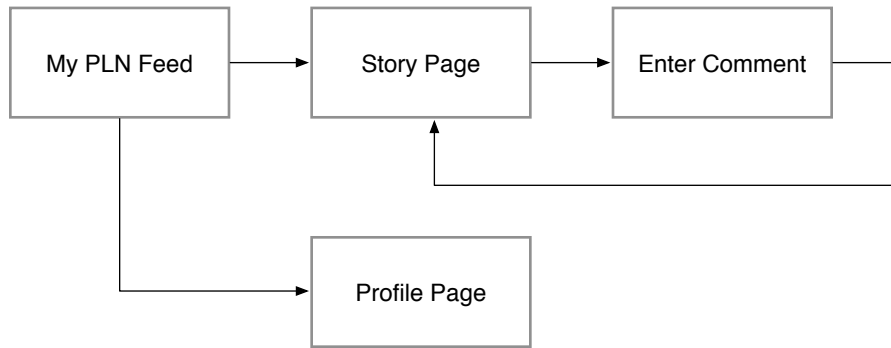 My PLN Feed
Story Page
Enter Comment
Profile Page